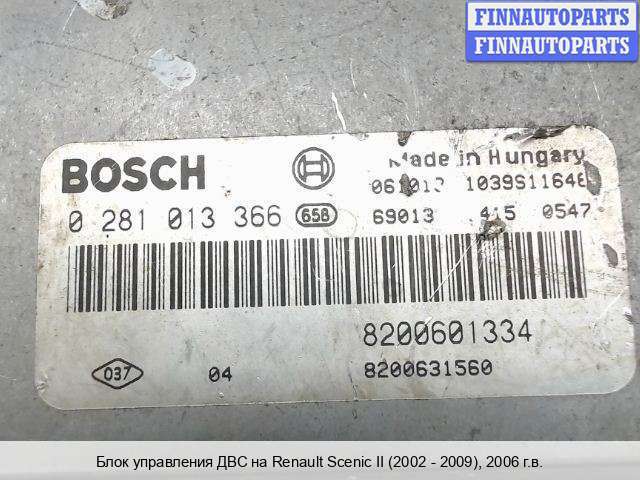 FINNAUTOPARTS
FINNAUTOPARTS
BOSCH
Made in Hungary
1039S11648
0 281 013 366 658
69013 0547
8200601334
037 04
8200631560
Блок управления ДВС на Renault Scenic II (2002 - 2009), 2006 г.в.